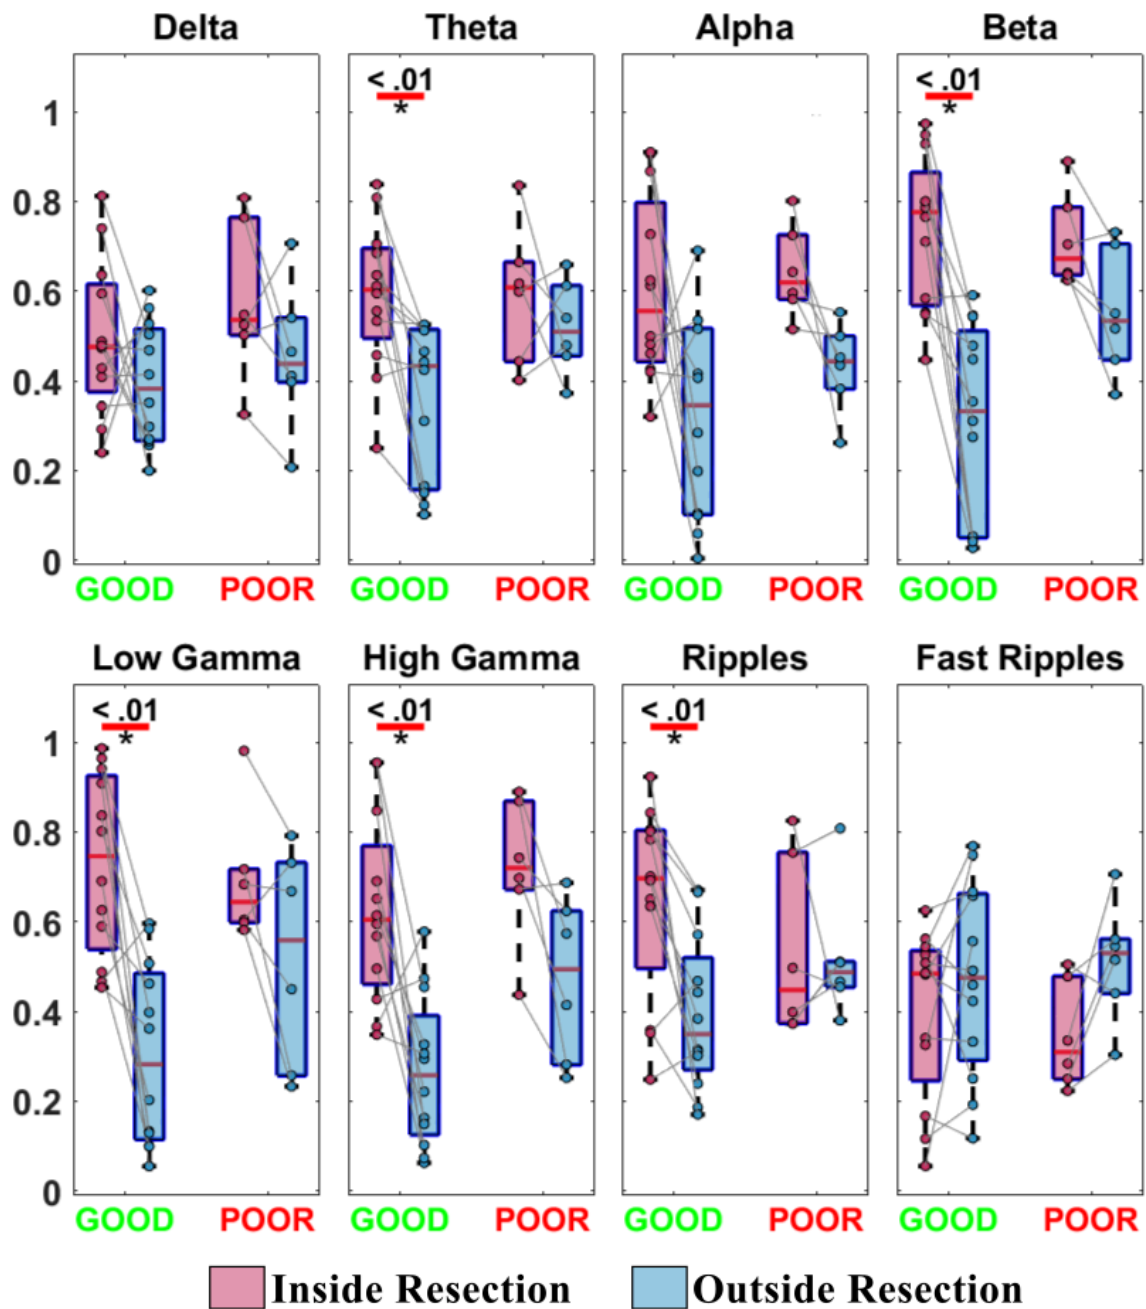 Delta Theta Alpha Beta
< .01 < .01
* *
1
0.8
0.6
0.4
0.2
0
GOOD POOR GOOD POOR GOOD POOR GOOD POOR
Low Gamma High Gamma Ripples Fast Ripples
< .01 < .01 < .01
* * *
1
0.8
0.6
0.4
0.2
0
GOOD POOR GOOD POOR GOOD POOR GOOD POOR
Inside Resection Outside Resection